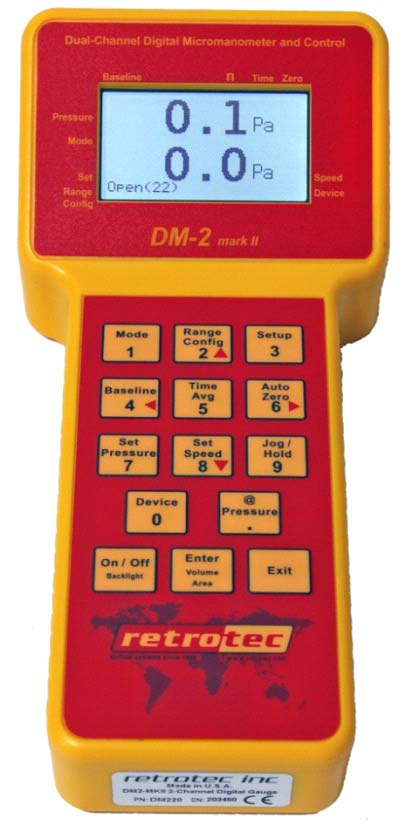 Dual-Channel Digital Micromanometer and Control
Baseline n Time Zero
Pressure
Mode
Set
Range
Config
0.1 Pa
0.0 Pa
Open(22)
Speed
Device
DM-2 mark II
Mode
1
Range
Config
2
Setup
3
Baseline
4
Time
Avg
5
Auto
Zero
6
Set
Pressure
7
Set
Speed
8
Jog /
Hold
9
Device
0
@
Pressure
.
On / Off
Backlight
Enter
Volume
Area
Exit
retrotec
retrotec inc
Made in U.S.A.
DM2-MKII 2-Channel Digital Gauge
PN: DM220 SN: 203460 CE